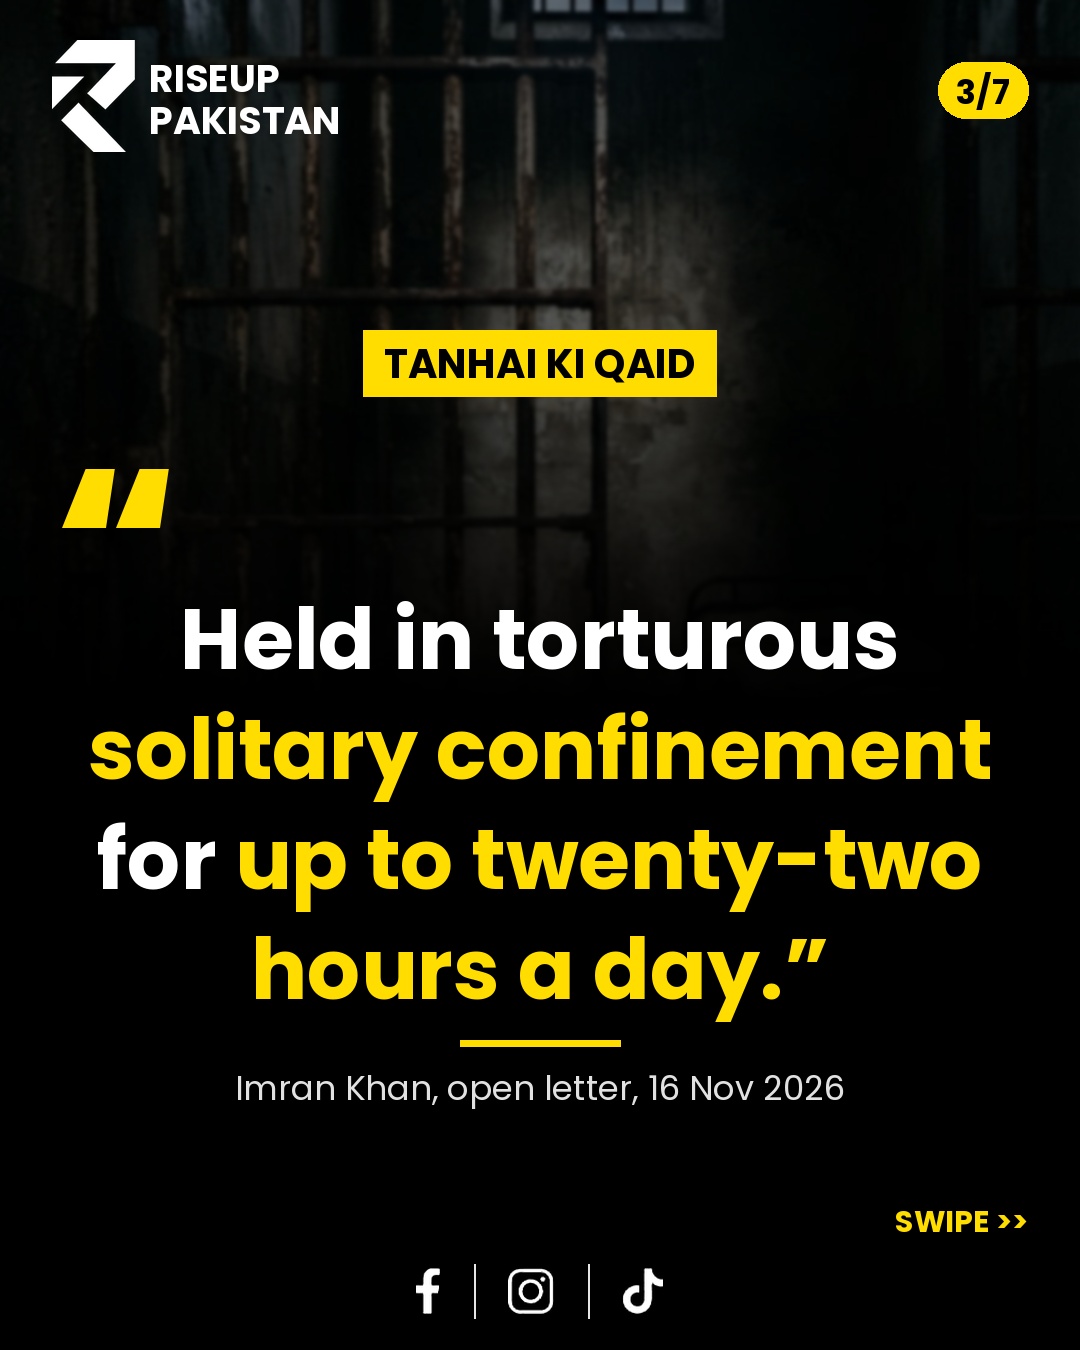 RISEUP
PAKISTAN
3/7
TANHAI KI QAID
“
Held in torturous
solitary confinement
for up to twenty-two
hours a day.”
Imran Khan, open letter, 16 Nov 2026
SWIPE >>